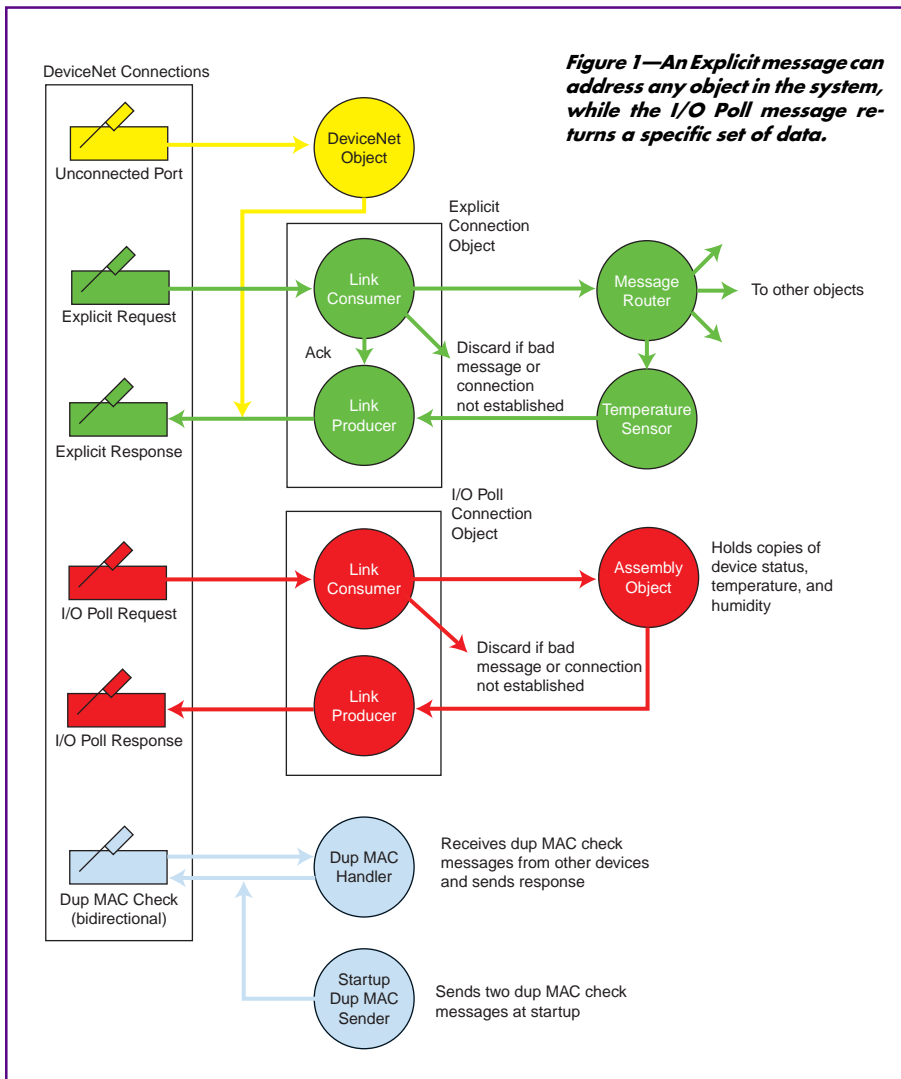 Figure 1—An Explicit message can
address any object in the system,
while the I/O Poll message re-
turns a specific set of data.
DeviceNet Connections
Unconnected Port
DeviceNet
Object
Explicit
Connection
Object
Explicit Request
Link
Consumer
Message
Router
To other objects
Ack
Discard if bad
message or
connection
not established
Explicit Response
Link
Producer
Temperature
Sensor
I/O Poll
Connection
Object
I/O Poll Request
Link
Consumer
Assembly
Object
Holds copies of
device status,
temperature, and
humidity
Discard if bad
message or connection
not established
I/O Poll Response
Link
Producer
Dup MAC Check
(bidirectional)
Dup MAC
Handler
Receives dup MAC check
messages from other devices
and sends response
Startup
Dup MAC
Sender
Sends two dup MAC check
messages at startup